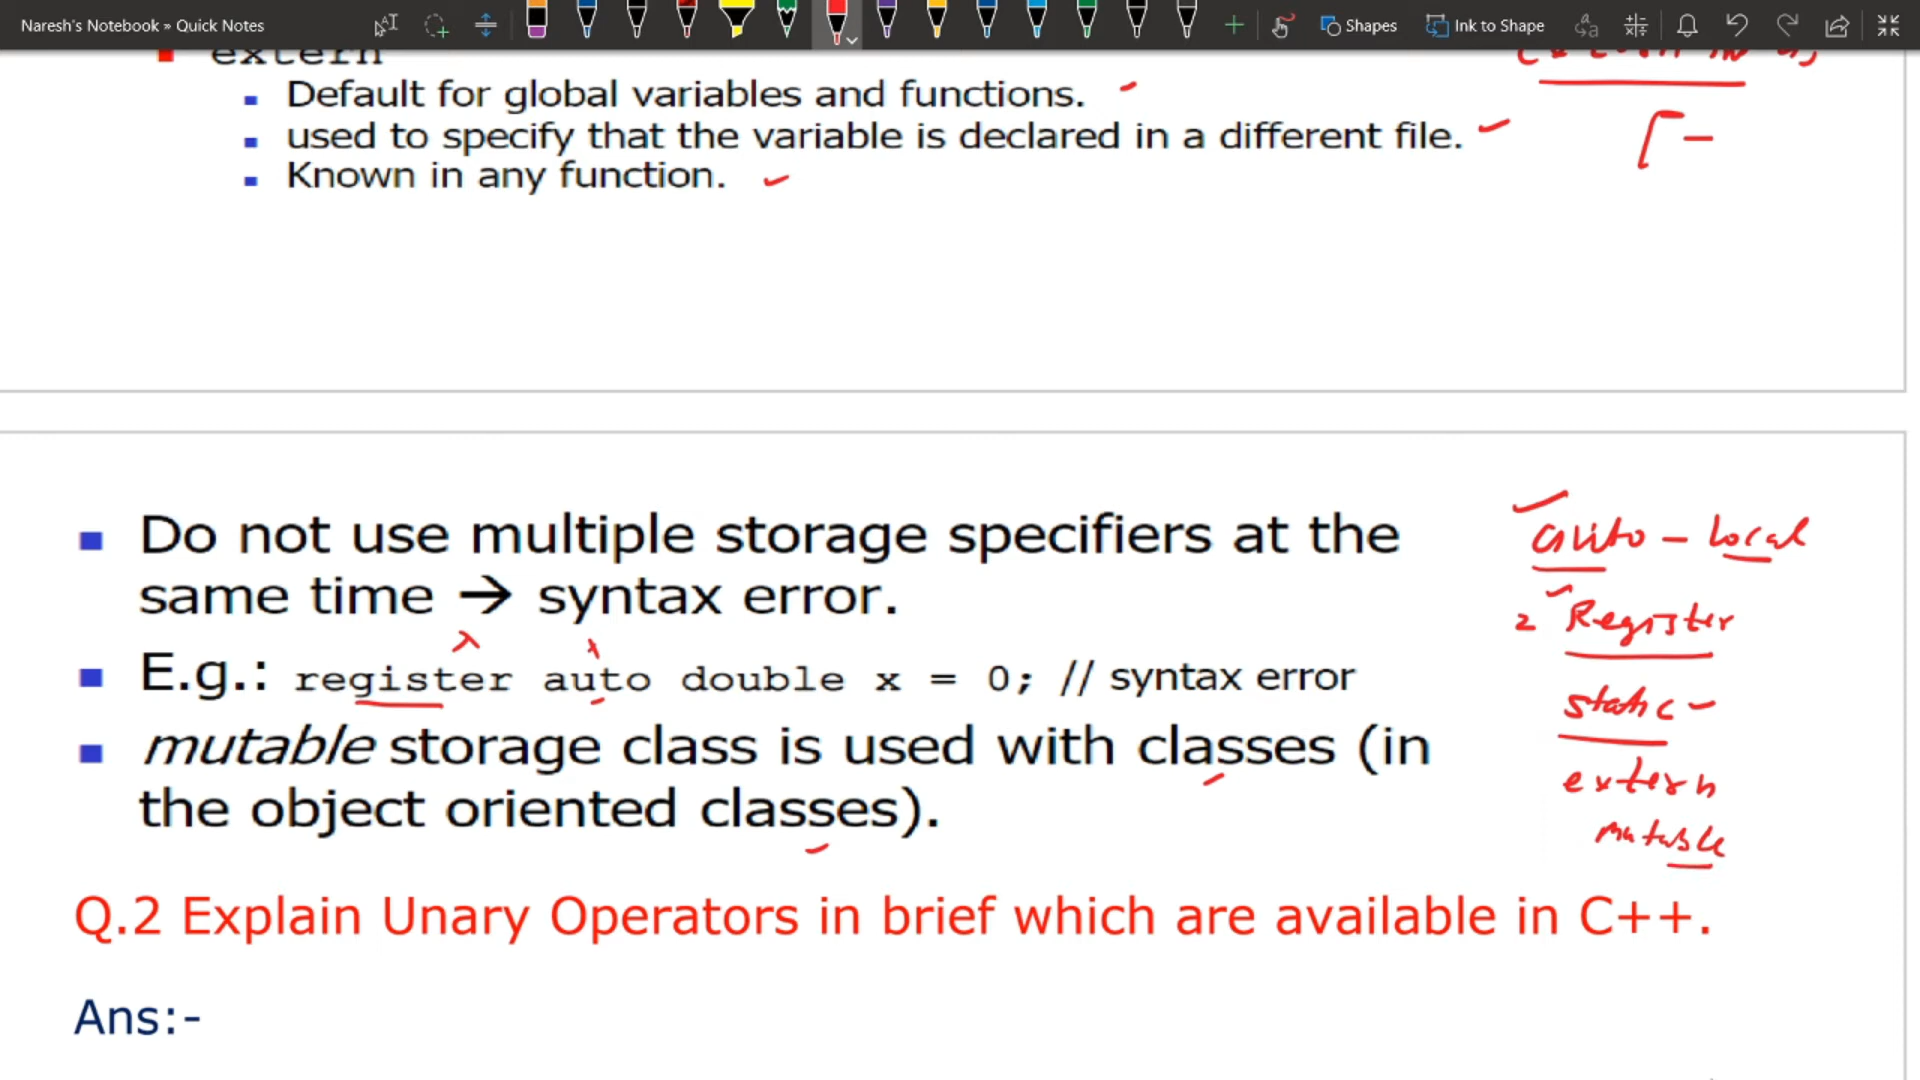 Naresh's Notebook » Quick Notes
Shapes
Ink to Shape
extern
Default for global variables and functions.
used to specify that the variable is declared in a different file.
Known in any function.
Do not use multiple storage specifiers at the
same time → syntax error.
E.g.: register auto double x = 0; // syntax error
mutable storage class is used with classes (in
the object oriented classes).
auto - local
2 Register
static -
extern
mutable
Q.2 Explain Unary Operators in brief which are available in C++.
Ans:-